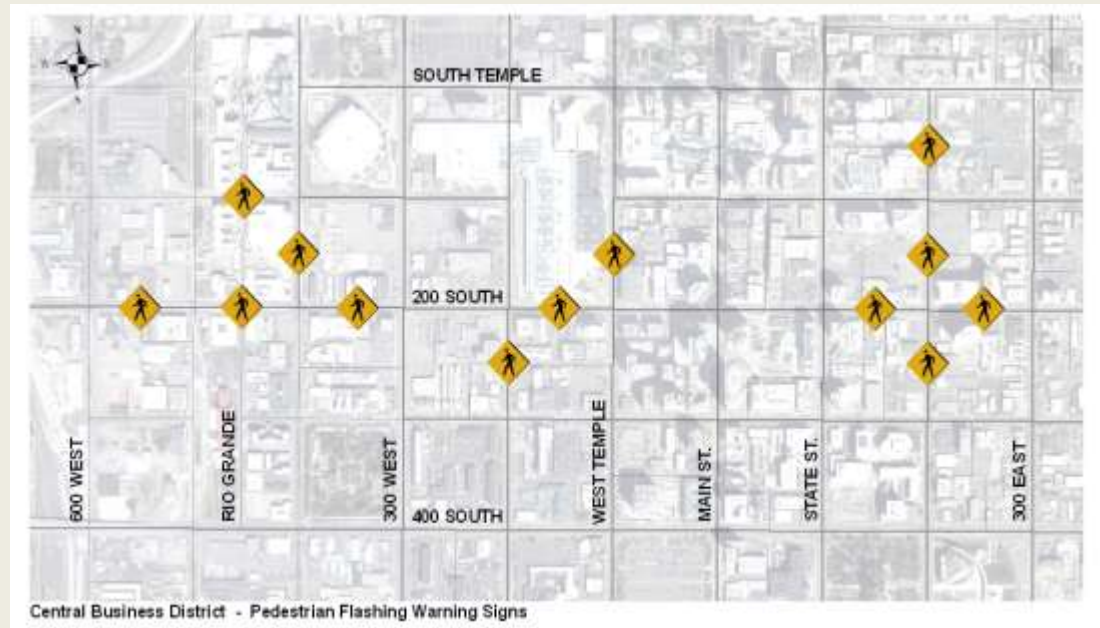 N
SOUTH TEMPLE
200 SOUTH
600 WEST
RIO GRANDE
300 WEST
400 SOUTH
WEST TEMPLE
MAIN ST.
STATE ST.
300 EAST
Central Business District - Pedestrian Flashing Warning Signs